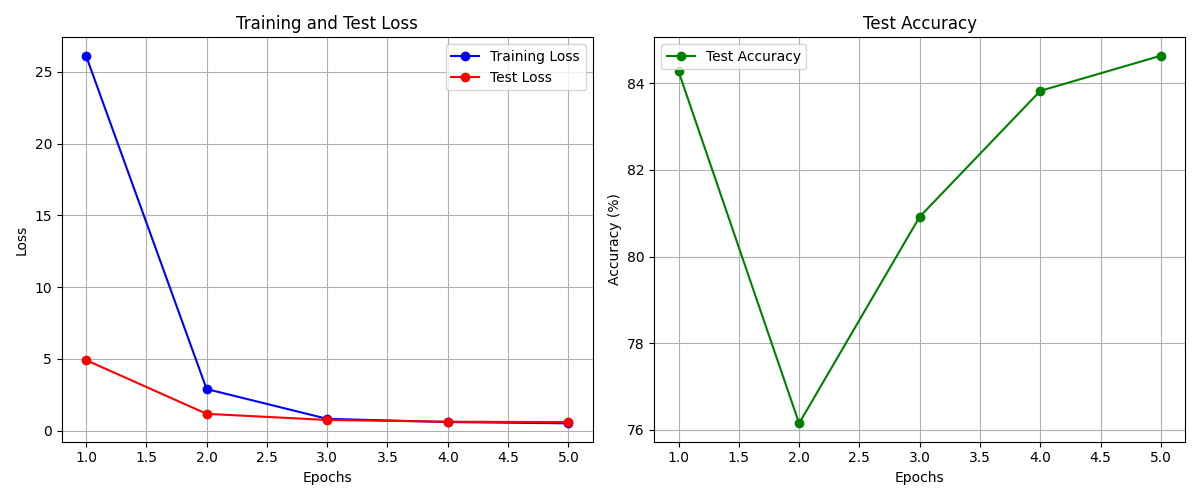 Training and Test Loss
Training Loss
Test Loss
Loss
25
20
15
10
5
0
1.0 1.5 2.0 2.5 3.0 3.5 4.0 4.5 5.0
Epochs
Test Accuracy
Test Accuracy
Accuracy (%)
84
82
80
78
76
1.0 1.5 2.0 2.5 3.0 3.5 4.0 4.5 5.0
Epochs